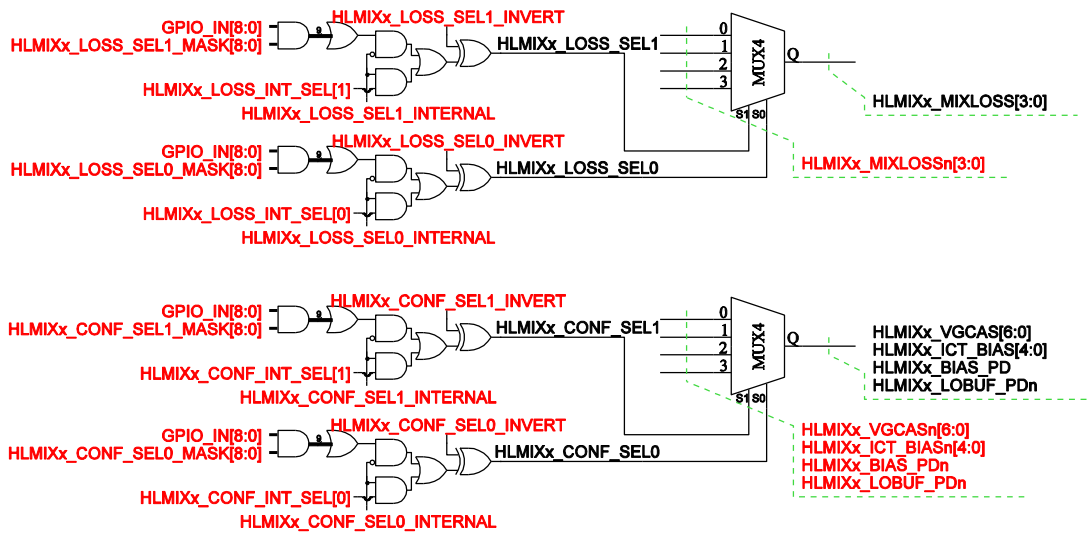 HLMIXx_LOSS_SEL1_INVERT
GPIO_IN[8:0]
9
HLMIXx_LOSS_SEL1_MASK[8:0]
HLMIXx_LOSS_SEL1
HLMIXx_LOSS_INT_SEL[1]
HLMIXx_LOSS_SEL1_INTERNAL
0
1
2
3
MUX4
Q
S1 S0
HLMIXx_MIXLOSS[3:0]
HLMIXx_MIXLOSSn[3:0]
HLMIXx_LOSS_SEL0_INVERT
GPIO_IN[8:0]
9
HLMIXx_LOSS_SEL0_MASK[8:0]
HLMIXx_LOSS_SEL0
HLMIXx_LOSS_INT_SEL[0]
HLMIXx_LOSS_SEL0_INTERNAL
HLMIXx_CONF_SEL1_INVERT
GPIO_IN[8:0]
9
HLMIXx_CONF_SEL1_MASK[8:0]
HLMIXx_CONF_SEL1
HLMIXx_CONF_INT_SEL[1]
HLMIXx_CONF_SEL1_INTERNAL
0
1
2
3
MUX4
Q
S1 S0
HLMIXx_VGCAS[6:0]
HLMIXx_ICT_BIAS[4:0]
HLMIXx_BIAS_PD
HLMIXx_LOBUF_PDn
HLMIXx_CONF_SEL0_INVERT
GPIO_IN[8:0]
9
HLMIXx_CONF_SEL0_MASK[8:0]
HLMIXx_CONF_SEL0
HLMIXx_CONF_INT_SEL[0]
HLMIXx_CONF_SEL0_INTERNAL
HLMIXx_VGCASn[6:0]
HLMIXx_ICT_BIASn[4:0]
HLMIXx_BIAS_PDn
HLMIXx_LOBUF_PDn